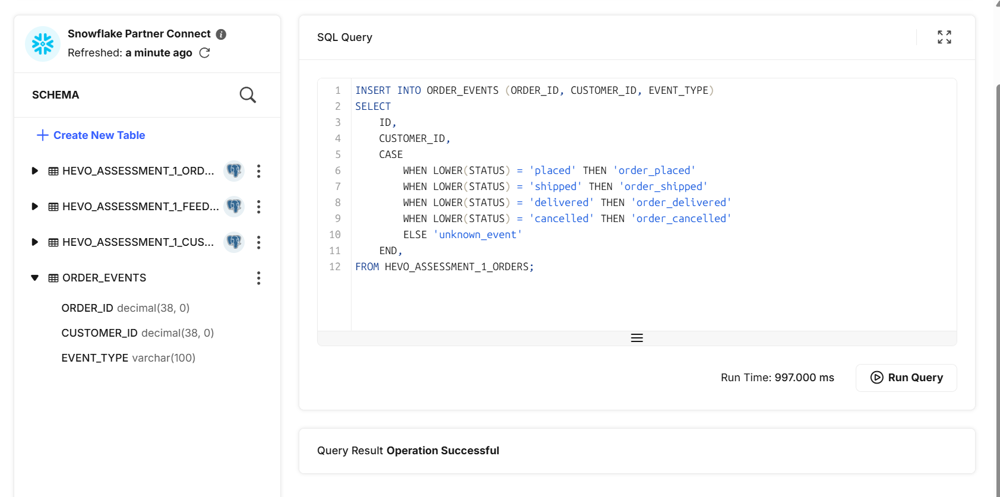 Snowflake Partner Connect
Refreshed: a minute ago
SCHEMA
Create New Table
HEVO_ASSESSMENT_1_ORD...
HEVO_ASSESSMENT_1_FEED...
HEVO_ASSESSMENT_1_CUS...
ORDER_EVENTS
ORDER_ID decimal(38, 0)
CUSTOMER_ID decimal(38, 0)
EVENT_TYPE varchar(100)
SQL Query
1 INSERT INTO ORDER_EVENTS (ORDER_ID, CUSTOMER_ID, EVENT_TYPE)
2 SELECT
3     ID,
4     CUSTOMER_ID,
5     CASE
6         WHEN LOWER(STATUS) = 'placed' THEN 'order_placed'
7         WHEN LOWER(STATUS) = 'shipped' THEN 'order_shipped'
8         WHEN LOWER(STATUS) = 'delivered' THEN 'order_delivered'
9         WHEN LOWER(STATUS) = 'cancelled' THEN 'order_cancelled'
10         ELSE 'unknown_event'
11     END,
12 FROM HEVO_ASSESSMENT_1_ORDERS;
Run Time: 997.000 ms
Run Query
Query Result Operation Successful